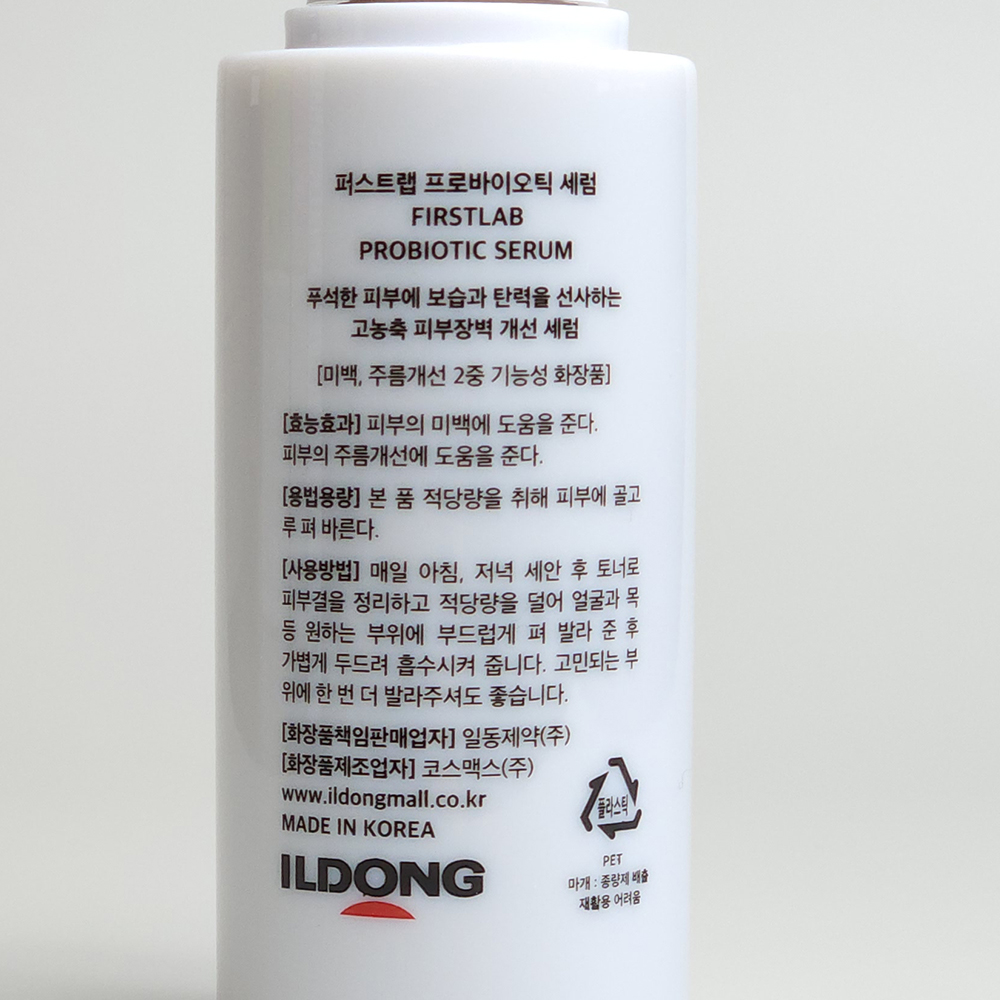 퍼스트랩 프로바이오틱 세럼
FIRSTLAB
PROBIOTIC SERUM
푸석한 피부에 보습과 탄력을 선사하는
고농축 피부장벽 개선 세럼
[미백, 주름개선 2중 기능성 화장품]
[효능효과] 피부의 미백에 도움을 준다.
피부의 주름개선에 도움을 준다.
[용법용량] 본 품 적당량을 취해 피부에 골고
루 펴 바른다.
[사용방법] 매일 아침, 저녁 세안 후 토너로
피부결을 정리하고 적당량을 덜어 얼굴과 목
등 원하는 부위에 부드럽게 펴 발라 준 후
가볍게 두드려 흡수시켜 줍니다. 고민되는 부
위에 한 번 더 발라주셔도 좋습니다.
[화장품책임판매업자] 일동제약(주)
[화장품제조업자] 코스맥스(주)
www.ildongmall.co.kr
MADE IN KOREA
ILDONG
플라스틱
PET
마개 : 종량제 배출
재활용 어려움